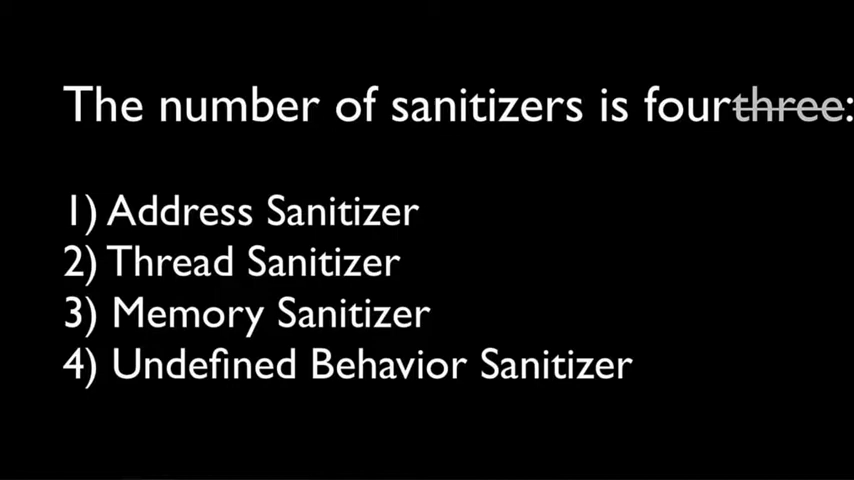 The number of sanitizers is fourthree:
1) Address Sanitizer
2) Thread Sanitizer
3) Memory Sanitizer
4) Undefined Behavior Sanitizer